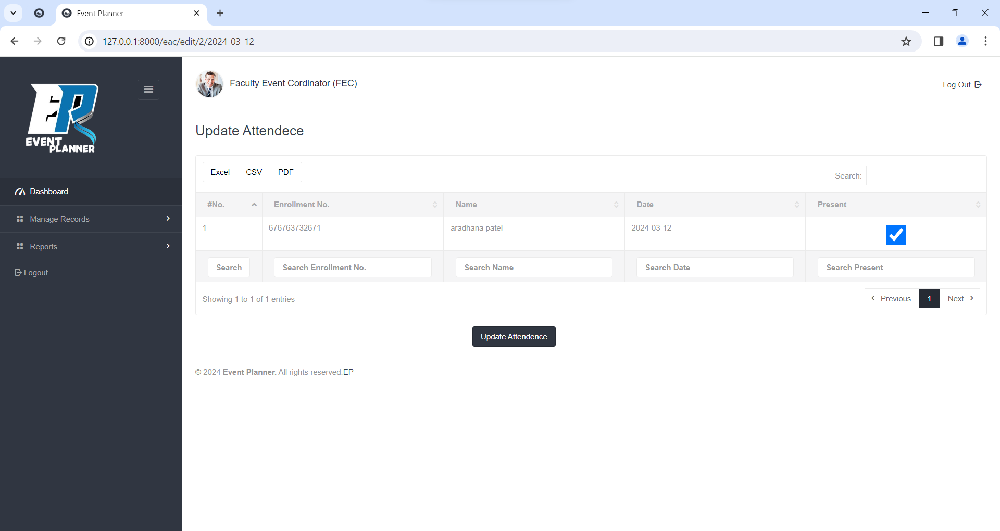 Event Planner
127.0.0.1:8000/eac/edit/2/2024-03-12
EVENT
PLANNER
Faculty Event Cordinator (FEC)
Log Out
Dashboard
Manage Records
Reports
Logout
Update Attendece
Excel CSV PDF
Search:
#No. Enrollment No. Name Date Present
1 676763732671 aradhana patel 2024-03-12
Search Search Enrollment No. Search Name Search Date Search Present
Showing 1 to 1 of 1 entries
Previous 1 Next
Update Attendence
© 2024 Event Planner. All rights reserved.EP